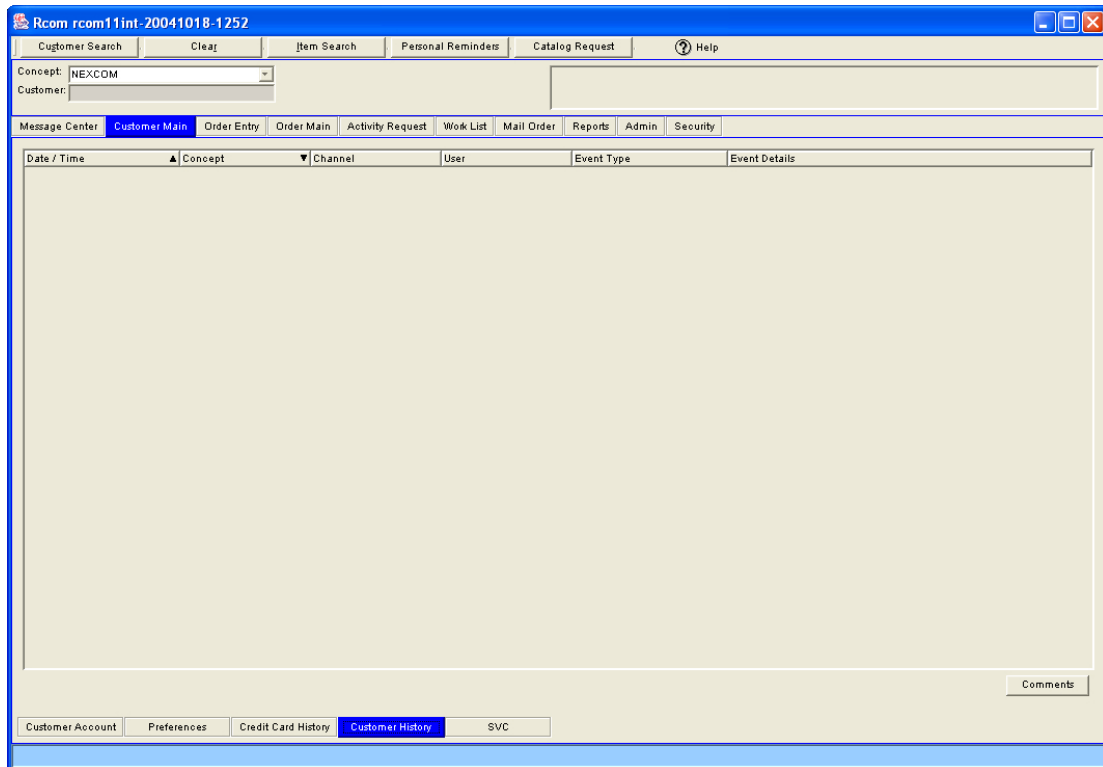 Rcom rcom11int-20041018-1252
Customer Search Clear Item Search Personal Reminders Catalog Request ? Help
Concept: NEXCOM
Customer:
Message Center Customer Main Order Entry Order Main Activity Request Work List Mail Order Reports Admin Security
Date / Time Concept Channel User Event Type Event Details
Comments
Customer Account Preferences Credit Card History Customer History SVC